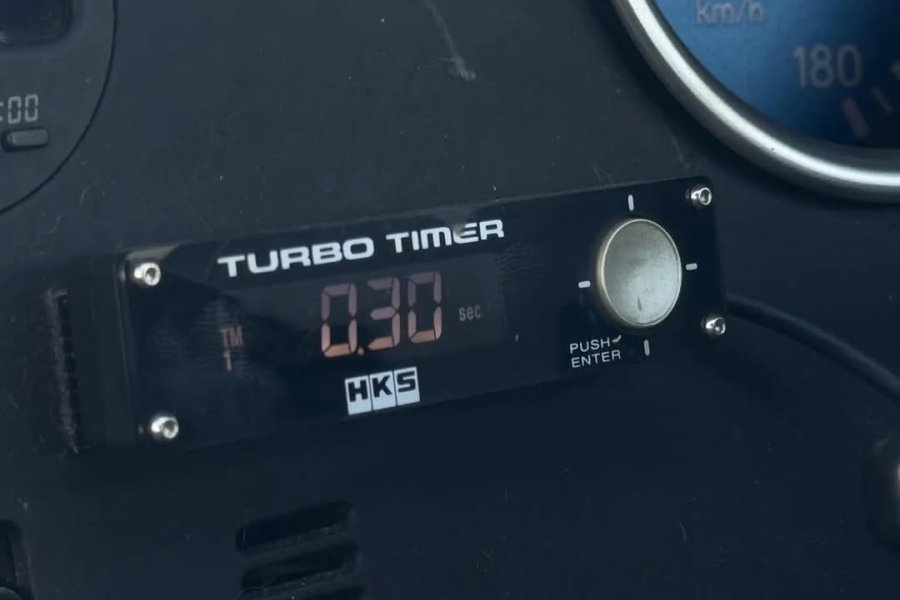 km/h
180
:00
TURBO TIMER
TM
1
0.30 sec
PUSH
ENTER
HKS